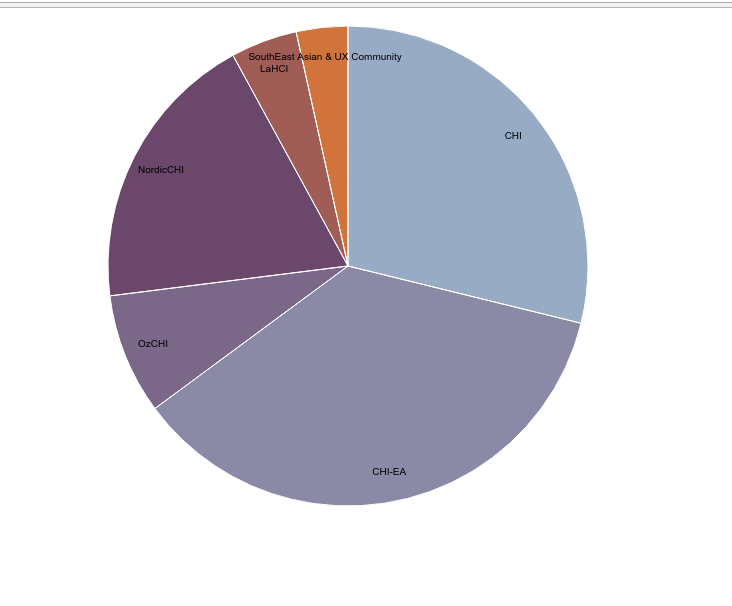 SouthEast Asian & UX Community
LaHCI
CHI
NordicCHI
OzCHI
CHI-EA